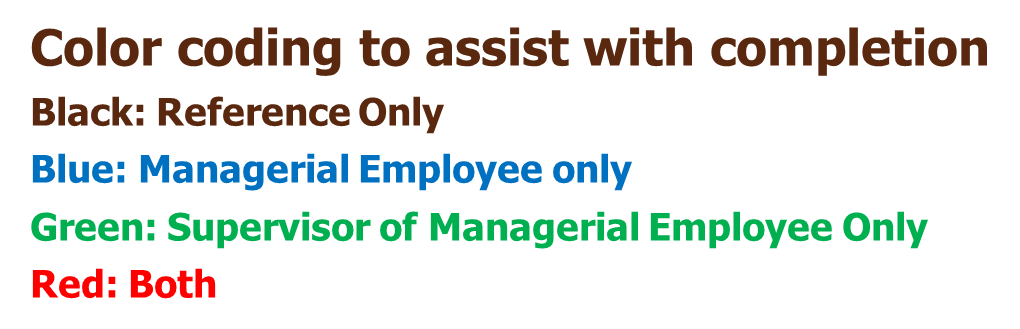 Color coding to assist with completion
Black: Reference Only
Blue: Managerial Employee only
Green: Supervisor of Managerial Employee Only
Red: Both